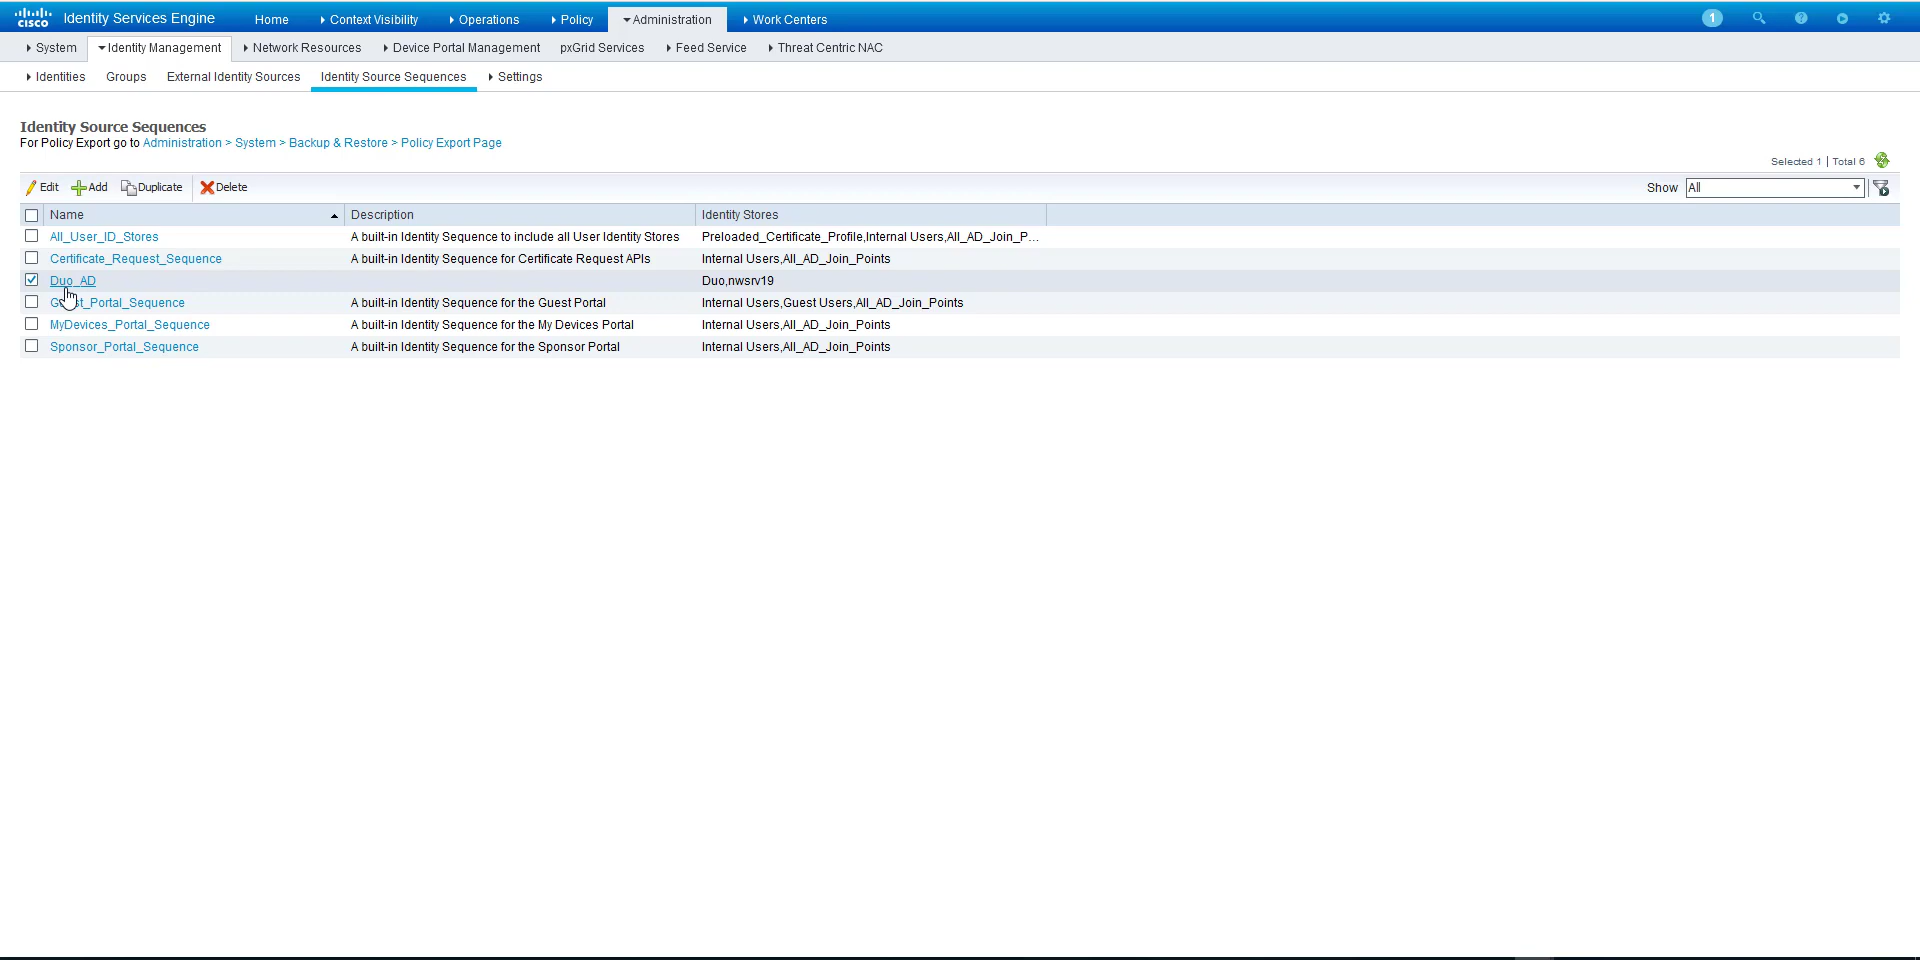 cisco Identity Services Engine Home Context Visibility Operations Policy Administration Work Centers 1
System Identity Management Network Resources Device Portal Management pxGrid Services Feed Service Threat Centric NAC
Identities Groups External Identity Sources Identity Source Sequences Settings
Identity Source Sequences
For Policy Export go to Administration > System > Backup & Restore > Policy Export Page
Selected 1 | Total 6
Edit Add Duplicate Delete Show All
Name Description Identity Stores
All_User_ID_Stores A built-in Identity Sequence to include all User Identity Stores Preloaded_Certificate_Profile,Internal Users,All_AD_Join_P...
Certificate_Request_Sequence A built-in Identity Sequence for Certificate Request APIs Internal Users,All_AD_Join_Points
Duo_AD Duo,nwsrv19
G st_Portal_Sequence A built-in Identity Sequence for the Guest Portal Internal Users,Guest Users,All_AD_Join_Points
MyDevices_Portal_Sequence A built-in Identity Sequence for the My Devices Portal Internal Users,All_AD_Join_Points
Sponsor_Portal_Sequence A built-in Identity Sequence for the Sponsor Portal Internal Users,All_AD_Join_Points